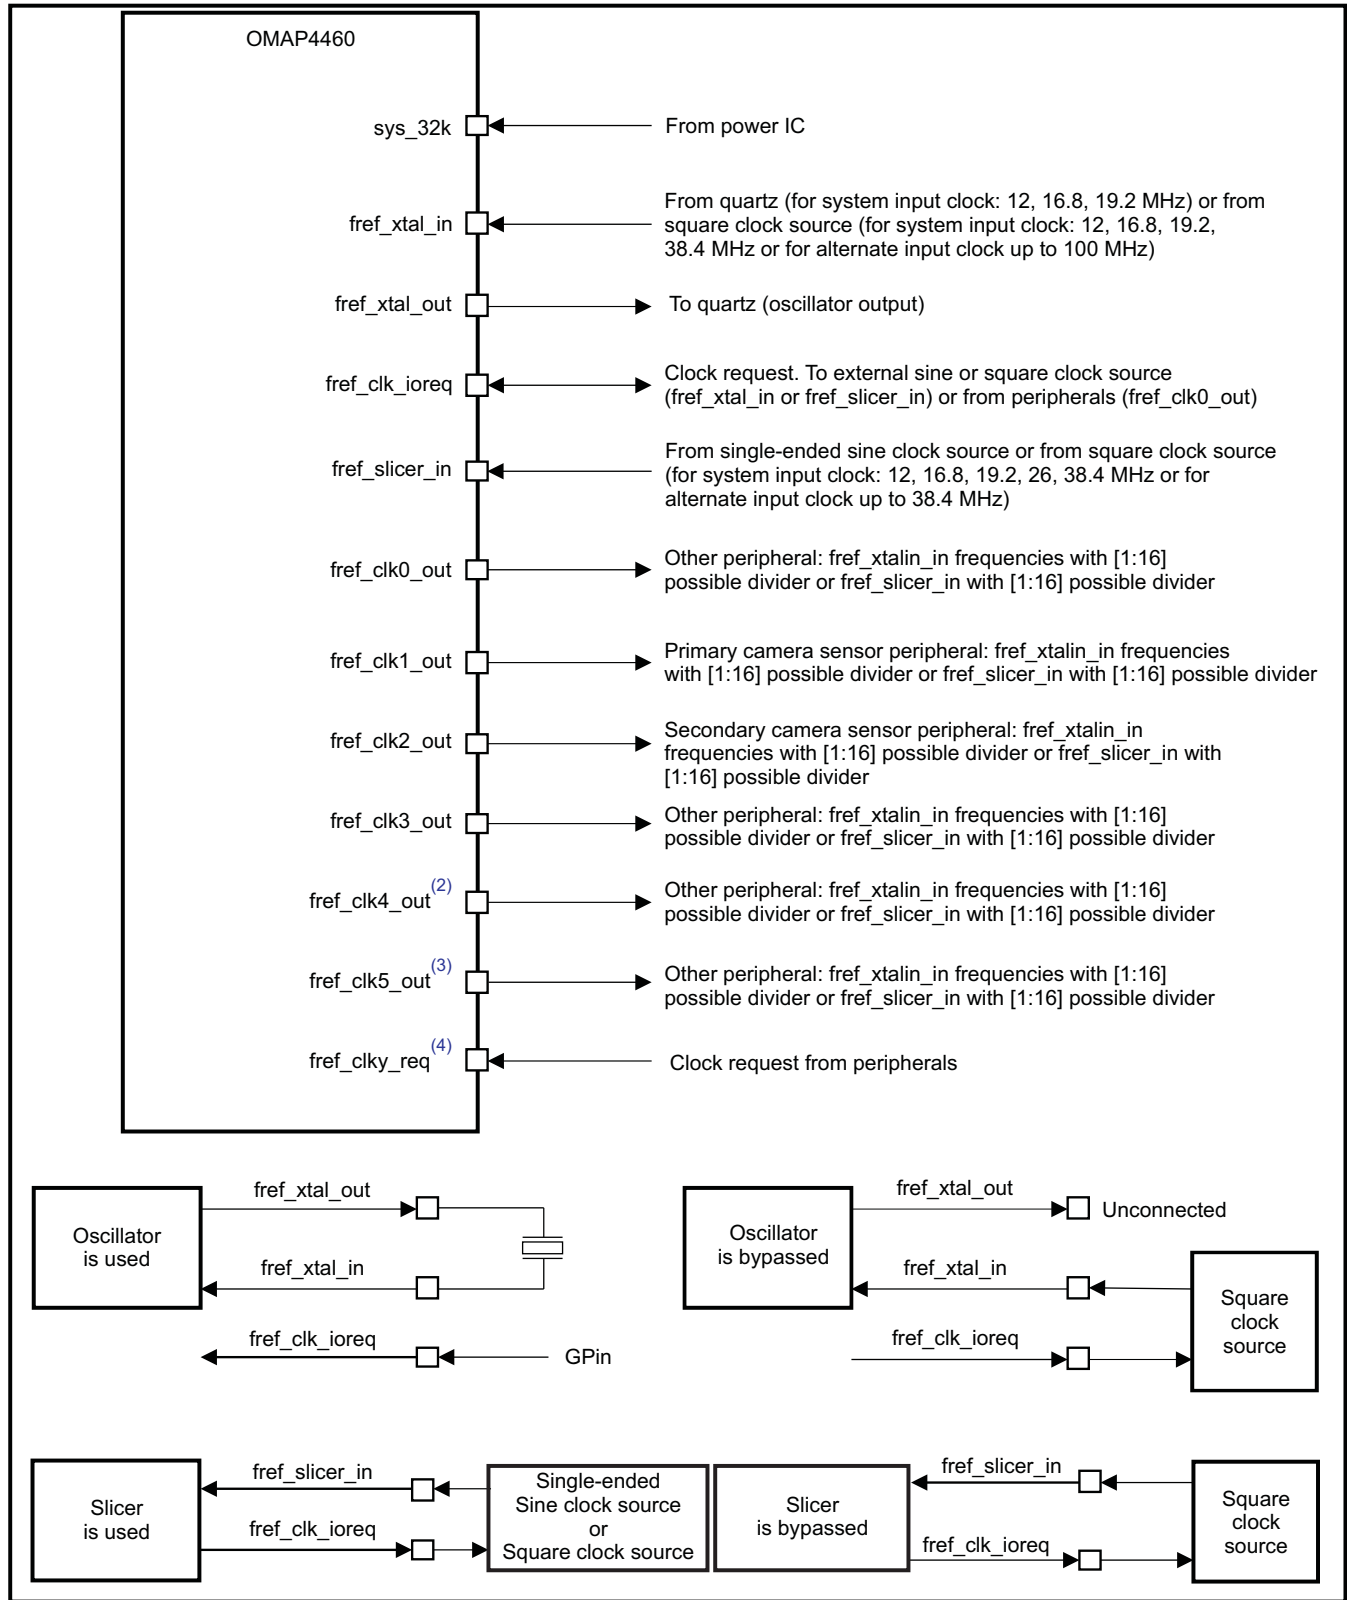 OMAP4460
sys_32k
From power IC
fref_xtal_in
From quartz (for system input clock: 12, 16.8, 19.2 MHz) or from
square clock source (for system input clock: 12, 16.8, 19.2,
38.4 MHz or for alternate input clock up to 100 MHz)
fref_xtal_out
To quartz (oscillator output)
fref_clk_ioreq
Clock request. To external sine or square clock source
(fref_xtal_in or fref_slicer_in) or from peripherals (fref_clk0_out)
fref_slicer_in
From single-ended sine clock source or from square clock source
(for system input clock: 12, 16.8, 19.2, 26, 38.4 MHz or for
alternate input clock up to 38.4 MHz)
fref_clk0_out
Other peripheral: fref_xtalin_in frequencies with [1:16]
possible divider or fref_slicer_in with [1:16] possible divider
fref_clk1_out
Primary camera sensor peripheral: fref_xtalin_in frequencies
with [1:16] possible divider or fref_slicer_in with [1:16] possible divider
fref_clk2_out
Secondary camera sensor peripheral: fref_xtalin_in
frequencies with [1:16] possible divider or fref_slicer_in with
[1:16] possible divider
fref_clk3_out
Other peripheral: fref_xtalin_in frequencies with [1:16]
possible divider or fref_slicer_in with [1:16] possible divider
fref_clk4_out(2)
Other peripheral: fref_xtalin_in frequencies with [1:16]
possible divider or fref_slicer_in with [1:16] possible divider
fref_clk5_out(3)
Other peripheral: fref_xtalin_in frequencies with [1:16]
possible divider or fref_slicer_in with [1:16] possible divider
fref_clky_req(4)
Clock request from peripherals
Oscillator
is used
fref_xtal_out
fref_xtal_in
fref_clk_ioreq
GPin
Oscillator
is bypassed
fref_xtal_out
Unconnected
fref_xtal_in
fref_clk_ioreq
Square
clock
source
Slicer
is used
fref_slicer_in
fref_clk_ioreq
Single-ended
Sine clock source
or
Square clock source
Slicer
is bypassed
fref_slicer_in
fref_clk_ioreq
Square
clock
source